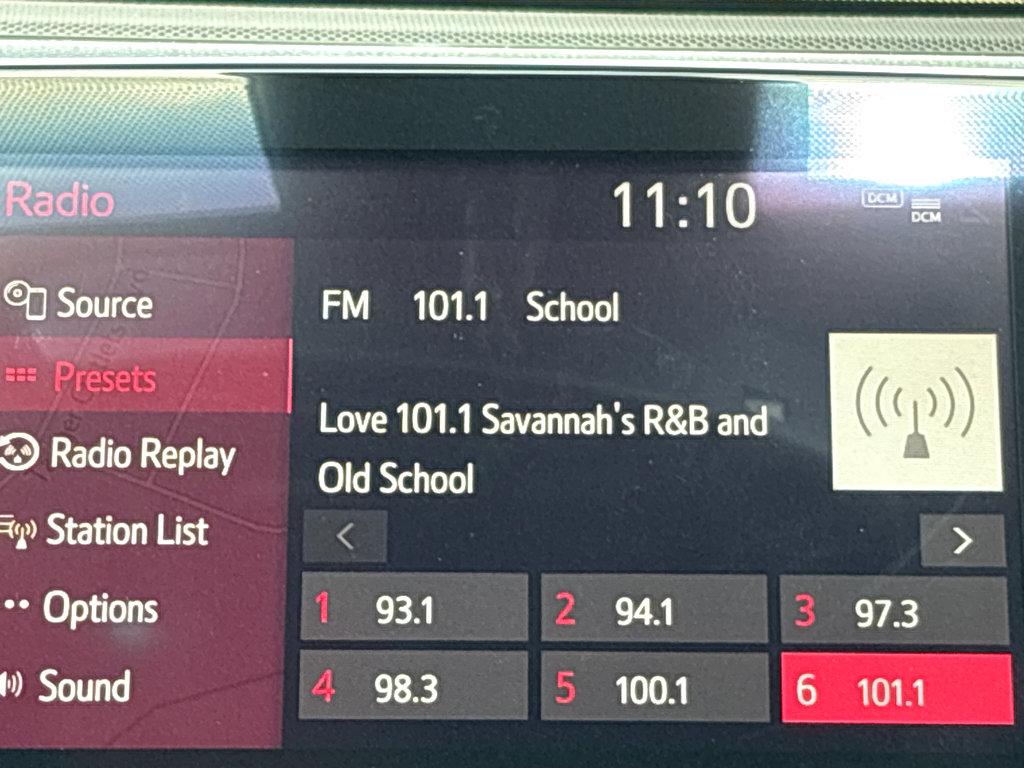 Radio
11:10
DCM
DCM
Source
FM 101.1 School
Presets
Love 101.1 Savannah's R&B and
Old School
Radio Replay
Station List
< >
Options
1 93.1 2 94.1 3 97.3
Sound
4 98.3 5 100.1 6 101.1